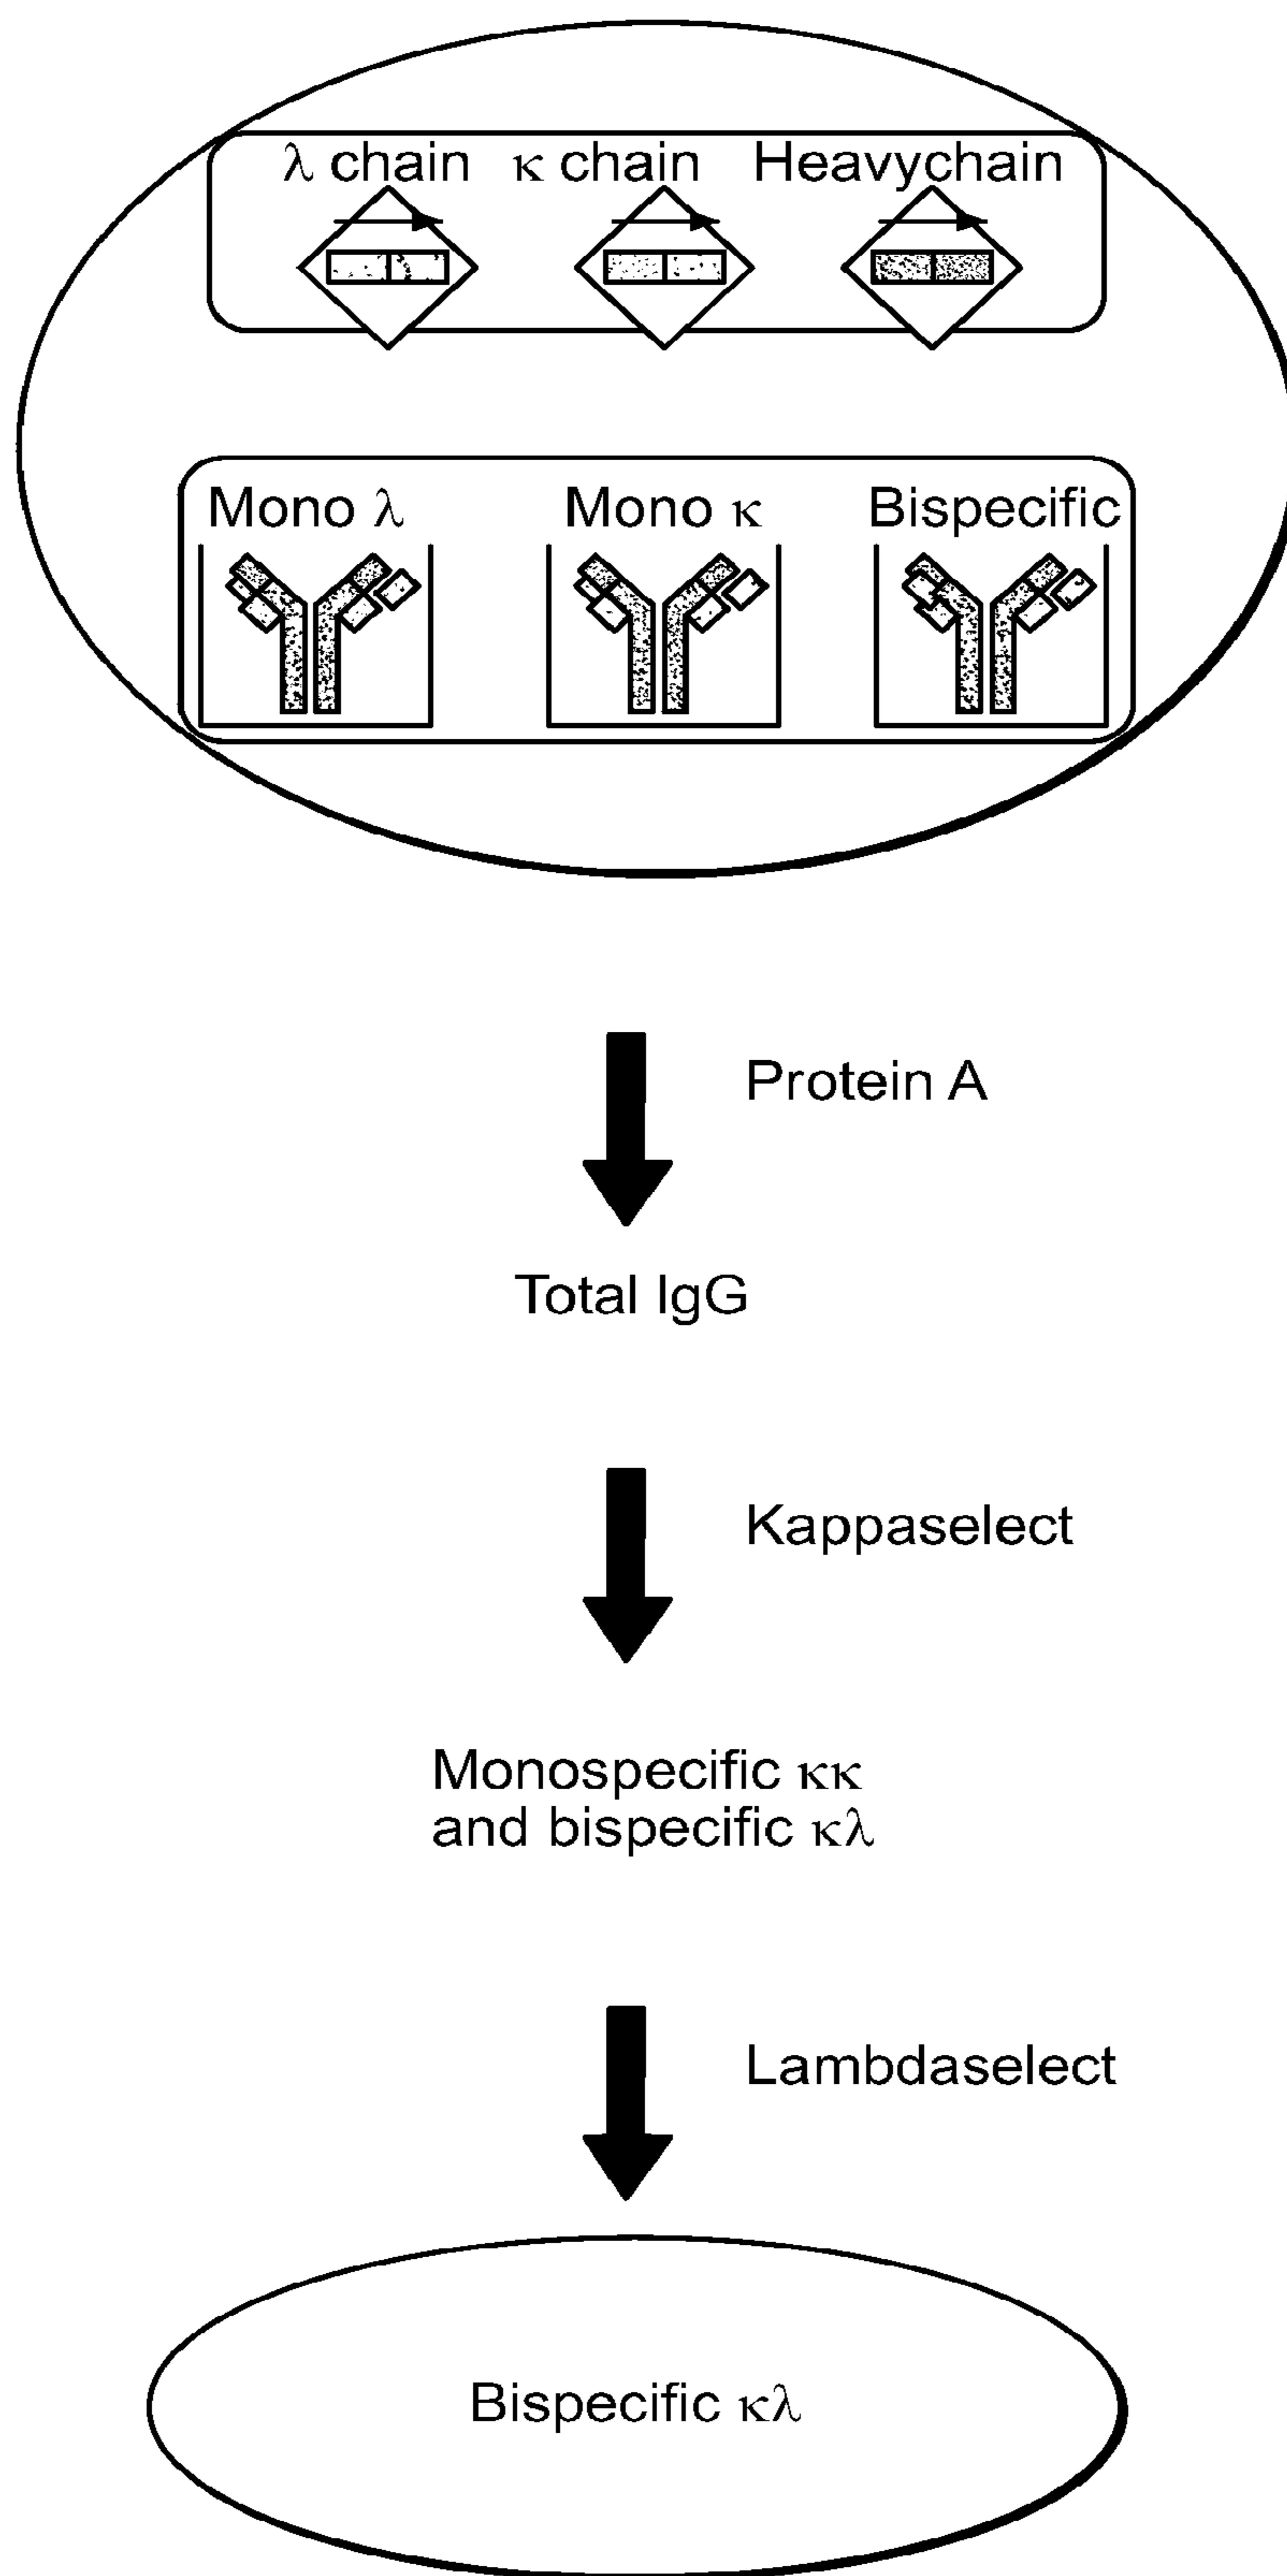 λ chain κ chain Heavychain
Mono λ Mono κ Bispecific
Protein A
Total IgG
Kappaselect
Monospecific κκ
and bispecific κλ
Lambdaselect
Bispecific κλ